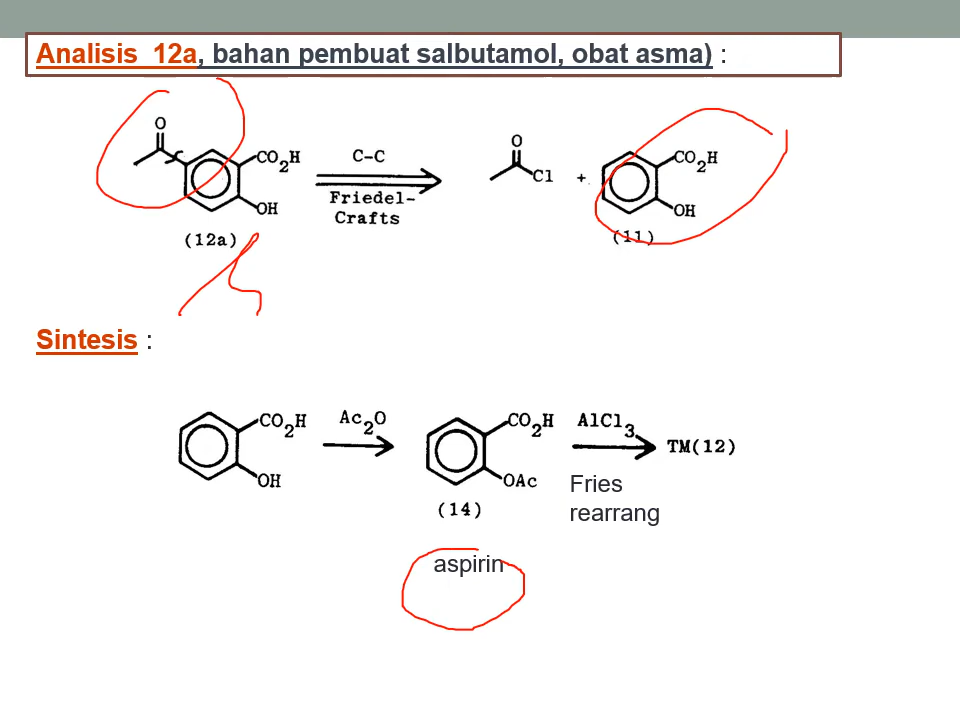 Analisis 12a, bahan pembuat salbutamol, obat asma) :
O
CO2H
OH
(12a)
C-C
Friedel-
Crafts
O
Cl
+
CO2H
OH
(11)
Sintesis :
CO2H
OH
Ac2O
CO2H
OAc
(14)
AlCl3
TM(12)
Fries
rearrang
aspirin